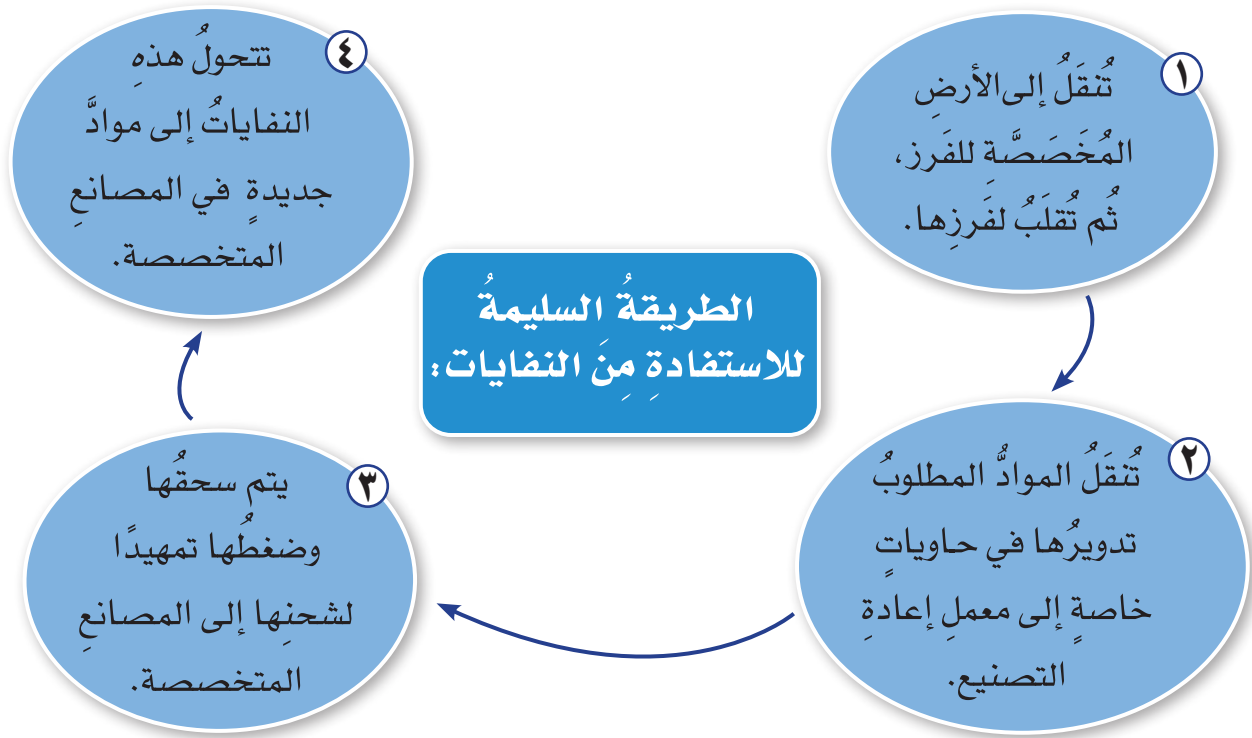 الطريقةُ السليمةُ
للاستفادةِ مِنَ النفايات:
١
تُنقَلُ إلى الأرضِ
المُخَصَصَّةِ للفَرز،
ثُم تُقلَبُ لفَرزِها.
٢
تُنقَلُ الموادُّ المطلوبُ
تدويرُها في حاوياتٍ
خاصةٍ إلى معملِ إعادةِ
التصنيع.
٣
يتم سحقُها
وضغطُها تمهيدًا
لشحنِها إلى المصانعِ
المتخصصة.
٤
تتحولُ هذهِ
النفاياتُ إلى موادَّ
جديدةٍ في المصانعِ
المتخصصة.